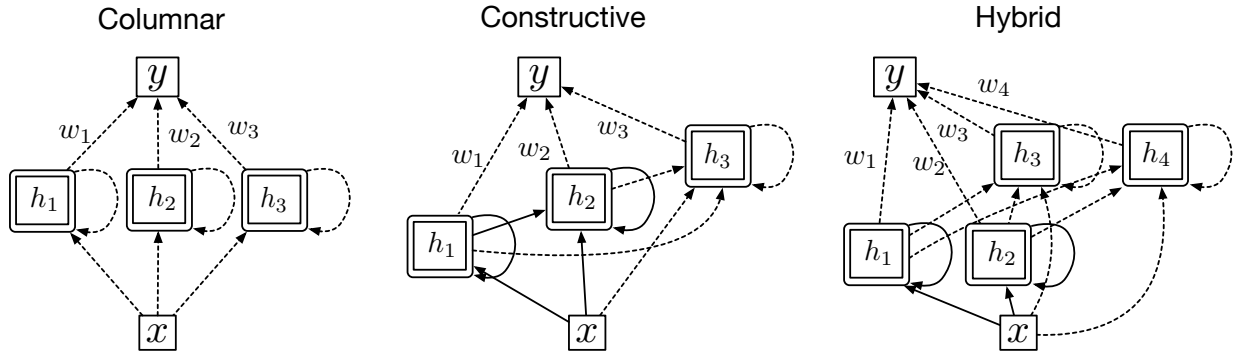 Columnar
y
w₁
w₂
w₃
h₁
h₂
h₃
x
Constructive
y
w₁
w₂
w₃
h₃
h₂
h₁
x
Hybrid
y
w₄
w₃
w₁
w₂
h₃
h₄
h₁
h₂
x